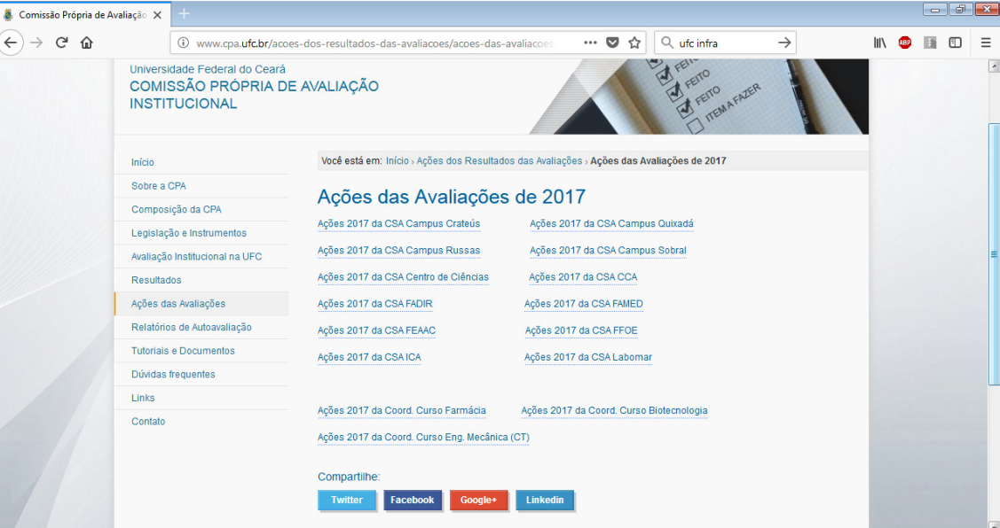 Comissão Própria de Avaliação
www.cpa.ufc.br/acoes-dos-resultados-das-avaliacoes/acoes-das-avaliacoes
ufc infra
ABP
Universidade Federal do Ceará
COMISSÃO PRÓPRIA DE AVALIAÇÃO
INSTITUCIONAL
FEITO
FEITO
FEITO
ITEM A FAZER
Início
Sobre a CPA
Composição da CPA
Legislação e Instrumentos
Avaliação Institucional na UFC
Resultados
Ações das Avaliações
Relatórios de Autoavaliação
Tutoriais e Documentos
Dúvidas frequentes
Links
Contato
Você está em: Início › Ações dos Resultados das Avaliações › Ações das Avaliações de 2017
Ações das Avaliações de 2017
Ações 2017 da CSA Campus Crateús Ações 2017 da CSA Campus Quixadá
Ações 2017 da CSA Campus Russas Ações 2017 da CSA Campus Sobral
Ações 2017 da CSA Centro de Ciências Ações 2017 da CSA CCA
Ações 2017 da CSA FADIR Ações 2017 da CSA FAMED
Ações 2017 da CSA FEAAC Ações 2017 da CSA FFOE
Ações 2017 da CSA ICA Ações 2017 da CSA Labomar
Ações 2017 da Coord. Curso Farmácia Ações 2017 da Coord. Curso Biotecnologia
Ações 2017 da Coord. Curso Eng. Mecânica (CT)
Compartilhe:
Twitter Facebook Google+ Linkedin